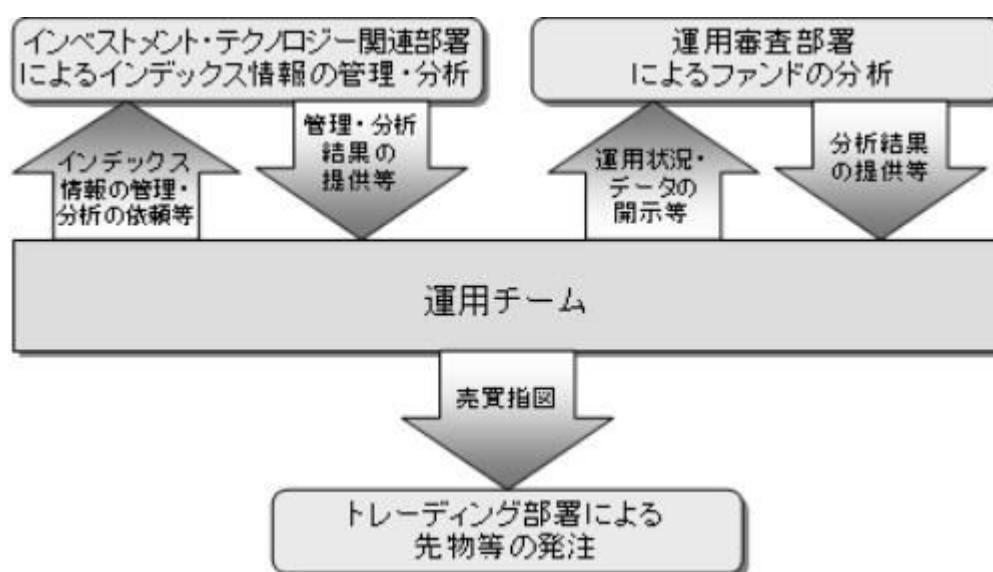 インベストメント・テクノロジー関連部署
によるインデックス情報の管理・分析
運用審査部署
によるファンドの分析
インデックス
情報の管理・
分析の依頼等
管理・分析
結果の
提供等
運用状況・
データの
開示等
分析結果
の提供等
運用チーム
売買指図
トレーディング部署による
先物等の発注